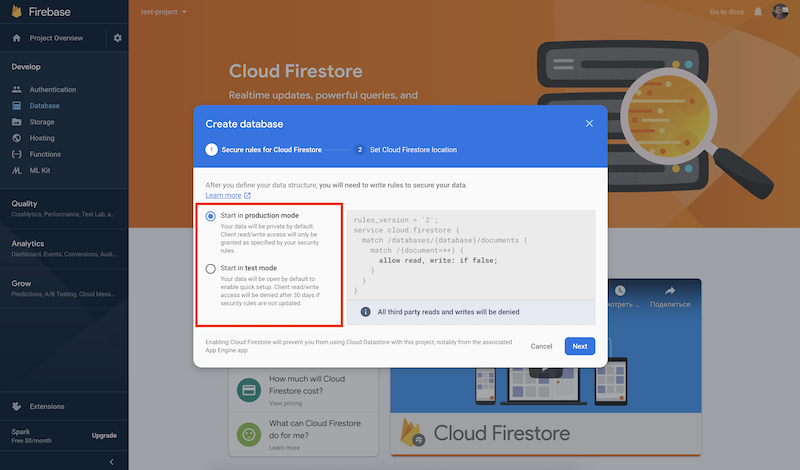 Firebase
test-project
Go to docs
Project Overview
Develop
Authentication
Database
Storage
Hosting
Functions
ML Kit
Quality
Crashlytics, Performance, Test Lab, a...
Analytics
Dashboard, Events, Conversions, Audi...
Grow
Predictions, A/B Testing, Cloud Mess...
Extensions
Spark
Free $0/month
Upgrade
Cloud Firestore
Realtime updates, powerful queries, and
Create database
1 Secure rules for Cloud Firestore
2 Set Cloud Firestore location
After you define your data structure, you will need to write rules to secure your data.
Learn more
Start in production mode
Your data will be private by default.
Client read/write access will only be
granted as specified by your security
rules.
Start in test mode
Your data will be open by default to
enable quick setup. Client read/write
access will be denied after 30 days if
security rules are not updated.
rules_version = '2';
service cloud.firestore {
match /databases/{database}/documents {
match /{document=**} {
allow read, write: if false;
}
}
}
All third party reads and writes will be denied
Enabling Cloud Firestore will prevent you from using Cloud Datastore with this project, notably from the associated
App Engine app
Cancel
Next
How much will Cloud
Firestore cost?
View pricing
What can Cloud Firestore
do for me?
Learn more
Поделиться
Cloud Firestore